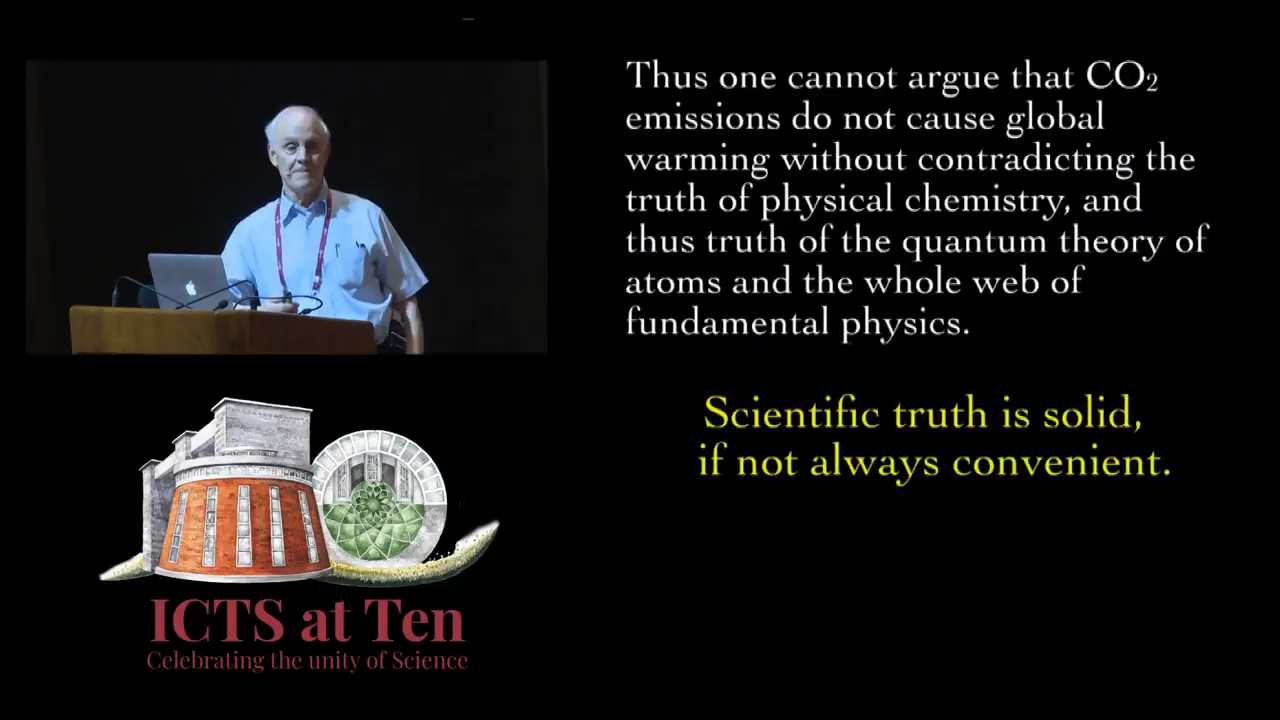 Thus one cannot argue that CO₂
emissions do not cause global
warming without contradicting the
truth of physical chemistry, and
thus truth of the quantum theory of
atoms and the whole web of
fundamental physics.
Scientific truth is solid,
if not always convenient.
ICTS at Ten
Celebrating the unity of Science